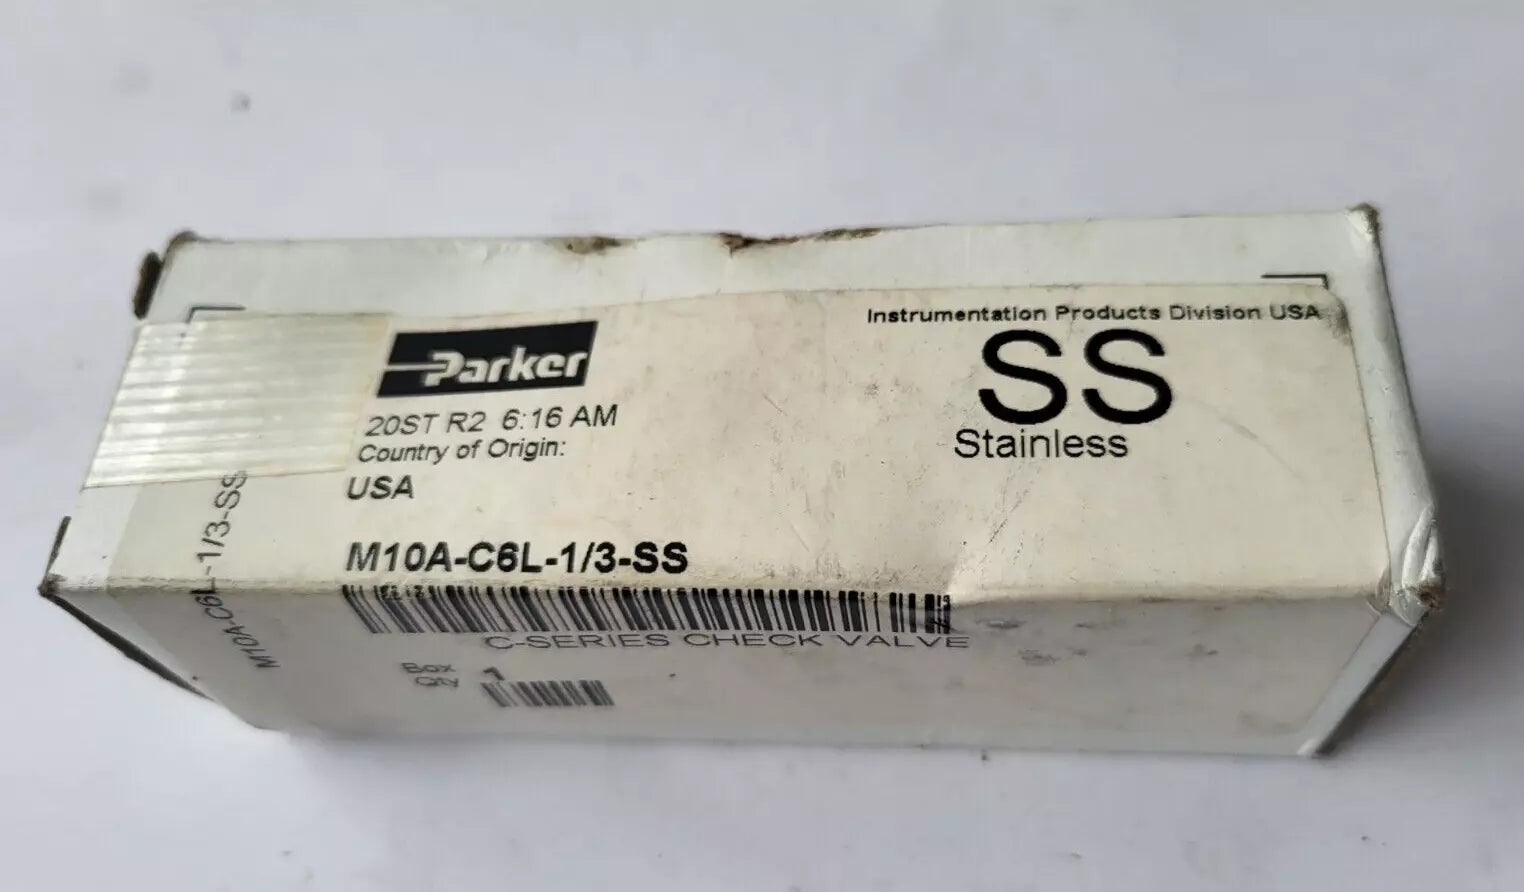 Parker
20ST R2 6:16 AM
Country of Origin:
USA
Instrumentation Products Division USA
SS
Stainless
M10A-C6L-1/3-SS
C-SERIES CHECK VALVE
Box
Qty 1
M10A-C6L-1/3-SS